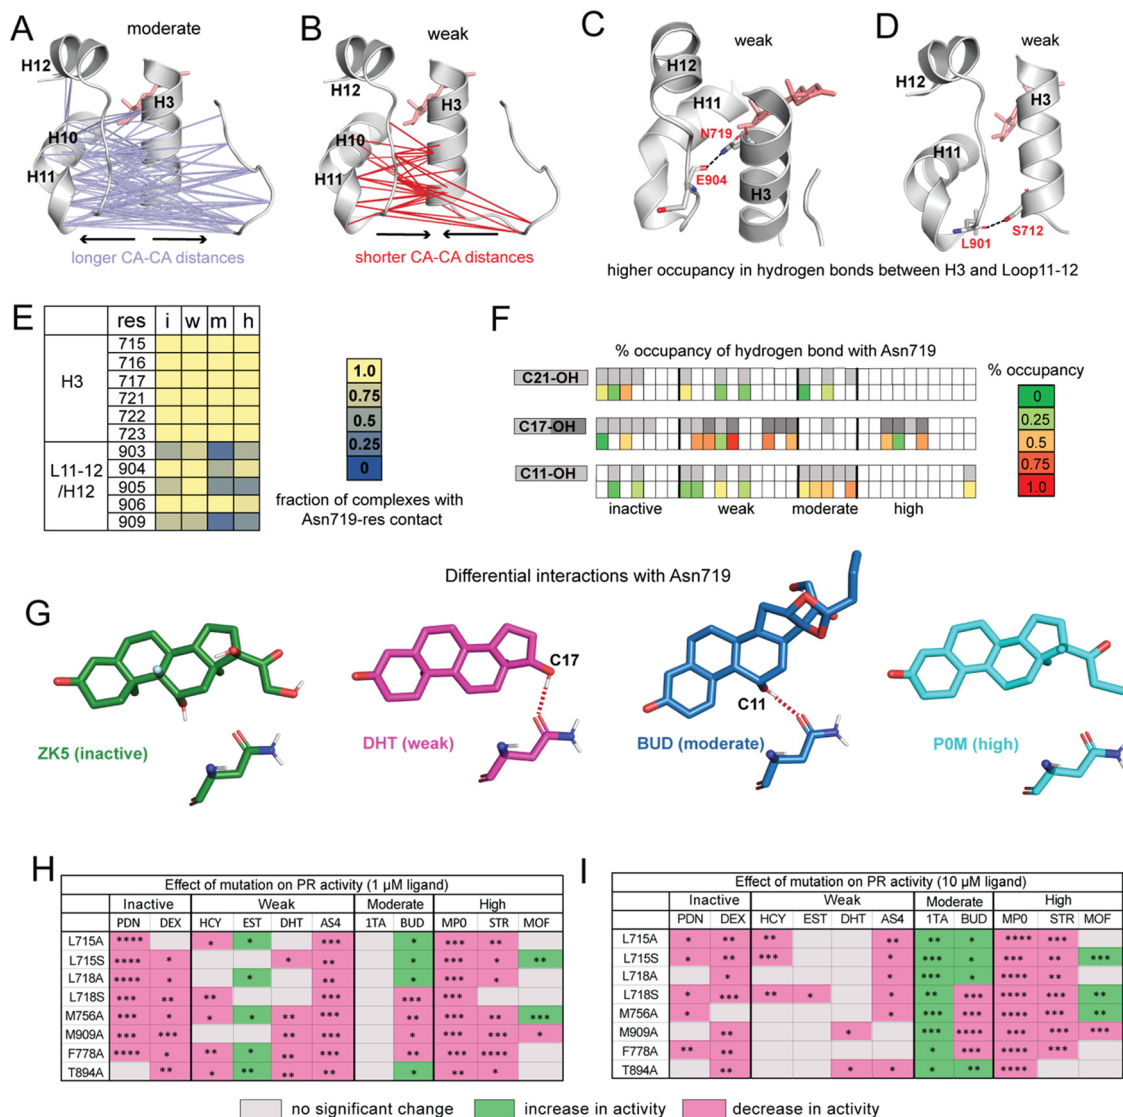 A
moderate
H12
H3
H10
H11
longer CA-CA distances
B
weak
H12
H3
H10
H11
shorter CA-CA distances
C
weak
H12
H11
N719
E904
H3
D
weak
H12
H3
H11
L901
S712
higher occupancy in hydrogen bonds between H3 and Loop11-12
E
res i w m h
H3
715
716
717
721
722
723
L11-12
/H12
903
904
905
906
909
1.0
0.75
0.5
0.25
0
fraction of complexes with
Asn719-res contact
F
% occupancy of hydrogen bond with Asn719
C21-OH
C17-OH
C11-OH
inactive weak moderate high
% occupancy
0
0.25
0.5
0.75
1.0
Differential interactions with Asn719
G
ZK5 (inactive)
C17
DHT (weak)
C11
BUD (moderate)
P0M (high)
H
Effect of mutation on PR activity (1 µM ligand)
Inactive Weak Moderate High
PDN DEX HCY EST DHT AS4 1TA BUD MP0 STR MOF
L715A **** * * *** * *** **
L715S **** * * ** * *** * **
L718A **** * * ** * *** *
L718S *** ** ** *** *** ***
M756A *** * * * ** *** ** *** ** ***
M909A *** *** ** *** ** *** *** *
F778A **** * ** * ** *** ** *** ****
T894A ** * ** ** ** * ** *
I
Effect of mutation on PR activity (10 µM ligand)
Inactive Weak Moderate High
PDN DEX HCY EST DHT AS4 1TA BUD MP0 STR MOF
L715A * ** ** ** ** * **** ***
L715S * ** *** * *** * *** ** ***
L718A * * *** * *** **
L718S * *** ** * * ** *** **** *** **
M756A * * *** ** **** *** **
M909A ** * *** **** *** *** ***
F778A ** ** * *** **** ***
T894A ** * * * ** ****
no significant change increase in activity decrease in activity